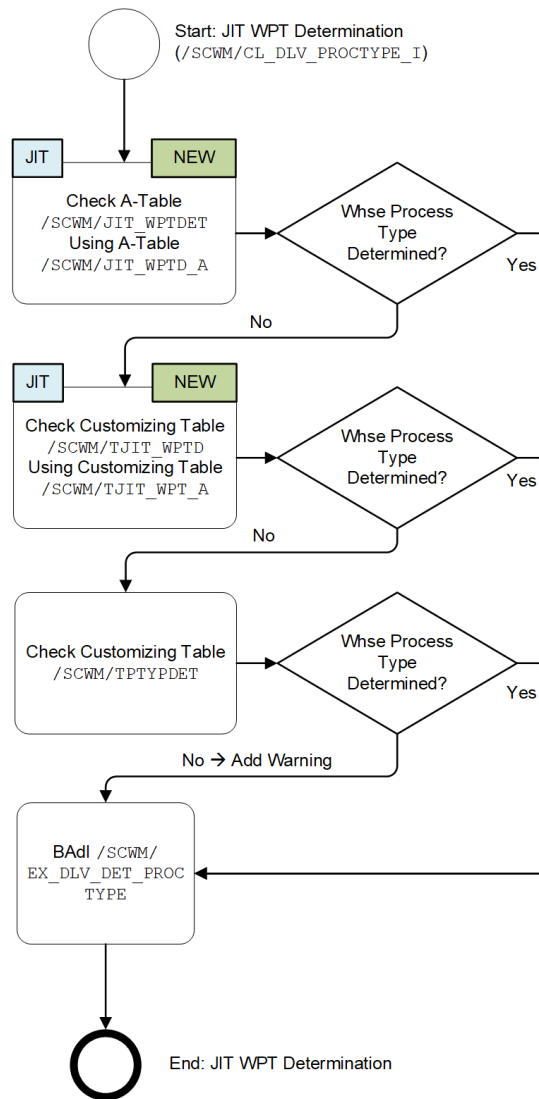 Start: JIT WPT Determination
(/SCWM/CL_DLV_PROCTYPE_I)
JIT
NEW
Check A-Table
/SCWM/JIT_WPTDET
Using A-Table
/SCWM/JIT_WPTD_A
Whse Process
Type
Determined?
Yes
No
JIT
NEW
Check Customizing Table
/SCWM/TJIT_WPTD
Using Customizing Table
/SCWM/TJIT_WPT_A
Whse Process
Type
Determined?
Yes
No
Check Customizing Table
/SCWM/TPTYPDET
Whse Process
Type
Determined?
Yes
No → Add Warning
BAdI /SCWM/
EX_DLV_DET_PROC
TYPE
End: JIT WPT Determination